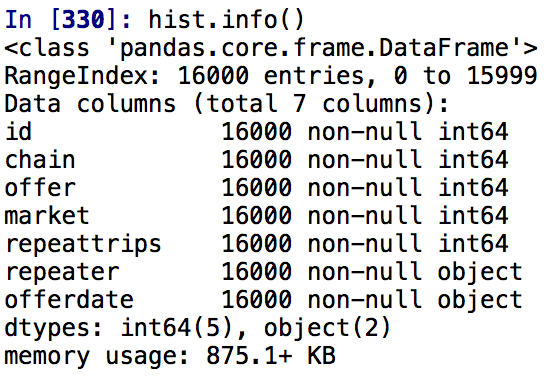 In [330]: hist.info()
<class 'pandas.core.frame.DataFrame'>
RangeIndex: 16000 entries, 0 to 15999
Data columns (total 7 columns):
id             16000 non-null int64
chain          16000 non-null int64
offer          16000 non-null int64
market         16000 non-null int64
repeattrips    16000 non-null int64
repeater       16000 non-null object
offerdate      16000 non-null object
dtypes: int64(5), object(2)
memory usage: 875.1+ KB